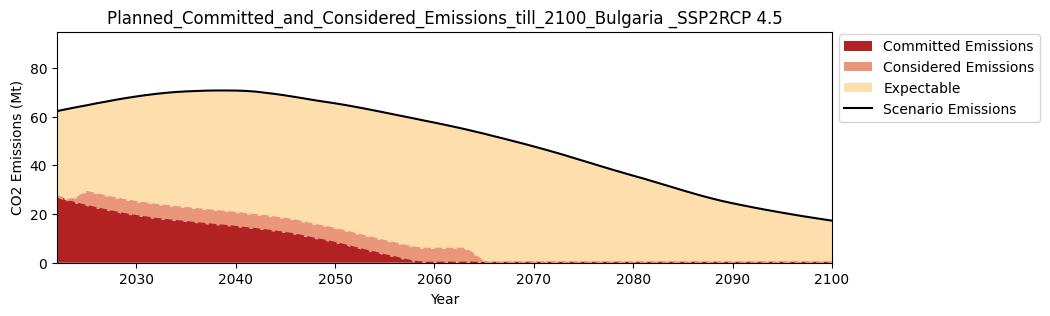 Planned_Committed_and_Considered_Emissions_till_2100_Bulgaria _SSP2RCP 4.5
Committed Emissions
Considered Emissions
Expectable
Scenario Emissions
CO2 Emissions (Mt)
80
60
40
20
0
2030 2040 2050 2060 2070 2080 2090 2100
Year